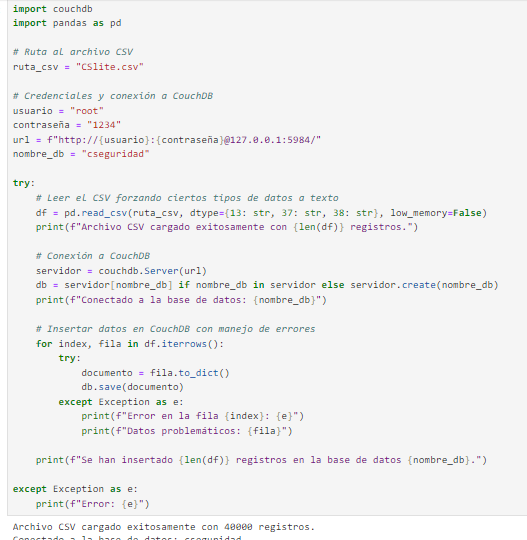 import couchdb
import pandas as pd
# Ruta al archivo CSV
ruta_csv = "CSlite.csv"
# Credenciales y conexión a CouchDB
usuario = "root"
contraseña = "1234"
url = f"http://{usuario}:{contraseña}@127.0.0.1:5984/"
nombre_db = "cseguridad"
try:
    # Leer el CSV forzando ciertos tipos de datos a texto
    df = pd.read_csv(ruta_csv, dtype={13: str, 37: str, 38: str}, low_memory=False)
    print(f"Archivo CSV cargado exitosamente con {len(df)} registros.")
    # Conexión a CouchDB
    servidor = couchdb.Server(url)
    db = servidor[nombre_db] if nombre_db in servidor else servidor.create(nombre_db)
    print(f"Conectado a la base de datos: {nombre_db}")
    # Insertar datos en CouchDB con manejo de errores
    for index, fila in df.iterrows():
        try:
            documento = fila.to_dict()
            db.save(documento)
        except Exception as e:
            print(f"Error en la fila {index}: {e}")
            print(f"Datos problemáticos: {fila}")
    print(f"Se han insertado {len(df)} registros en la base de datos {nombre_db}.")
except Exception as e:
    print(f"Error: {e}")
Archivo CSV cargado exitosamente con 40000 registros.
Conectado a la base de datos: cseguridad